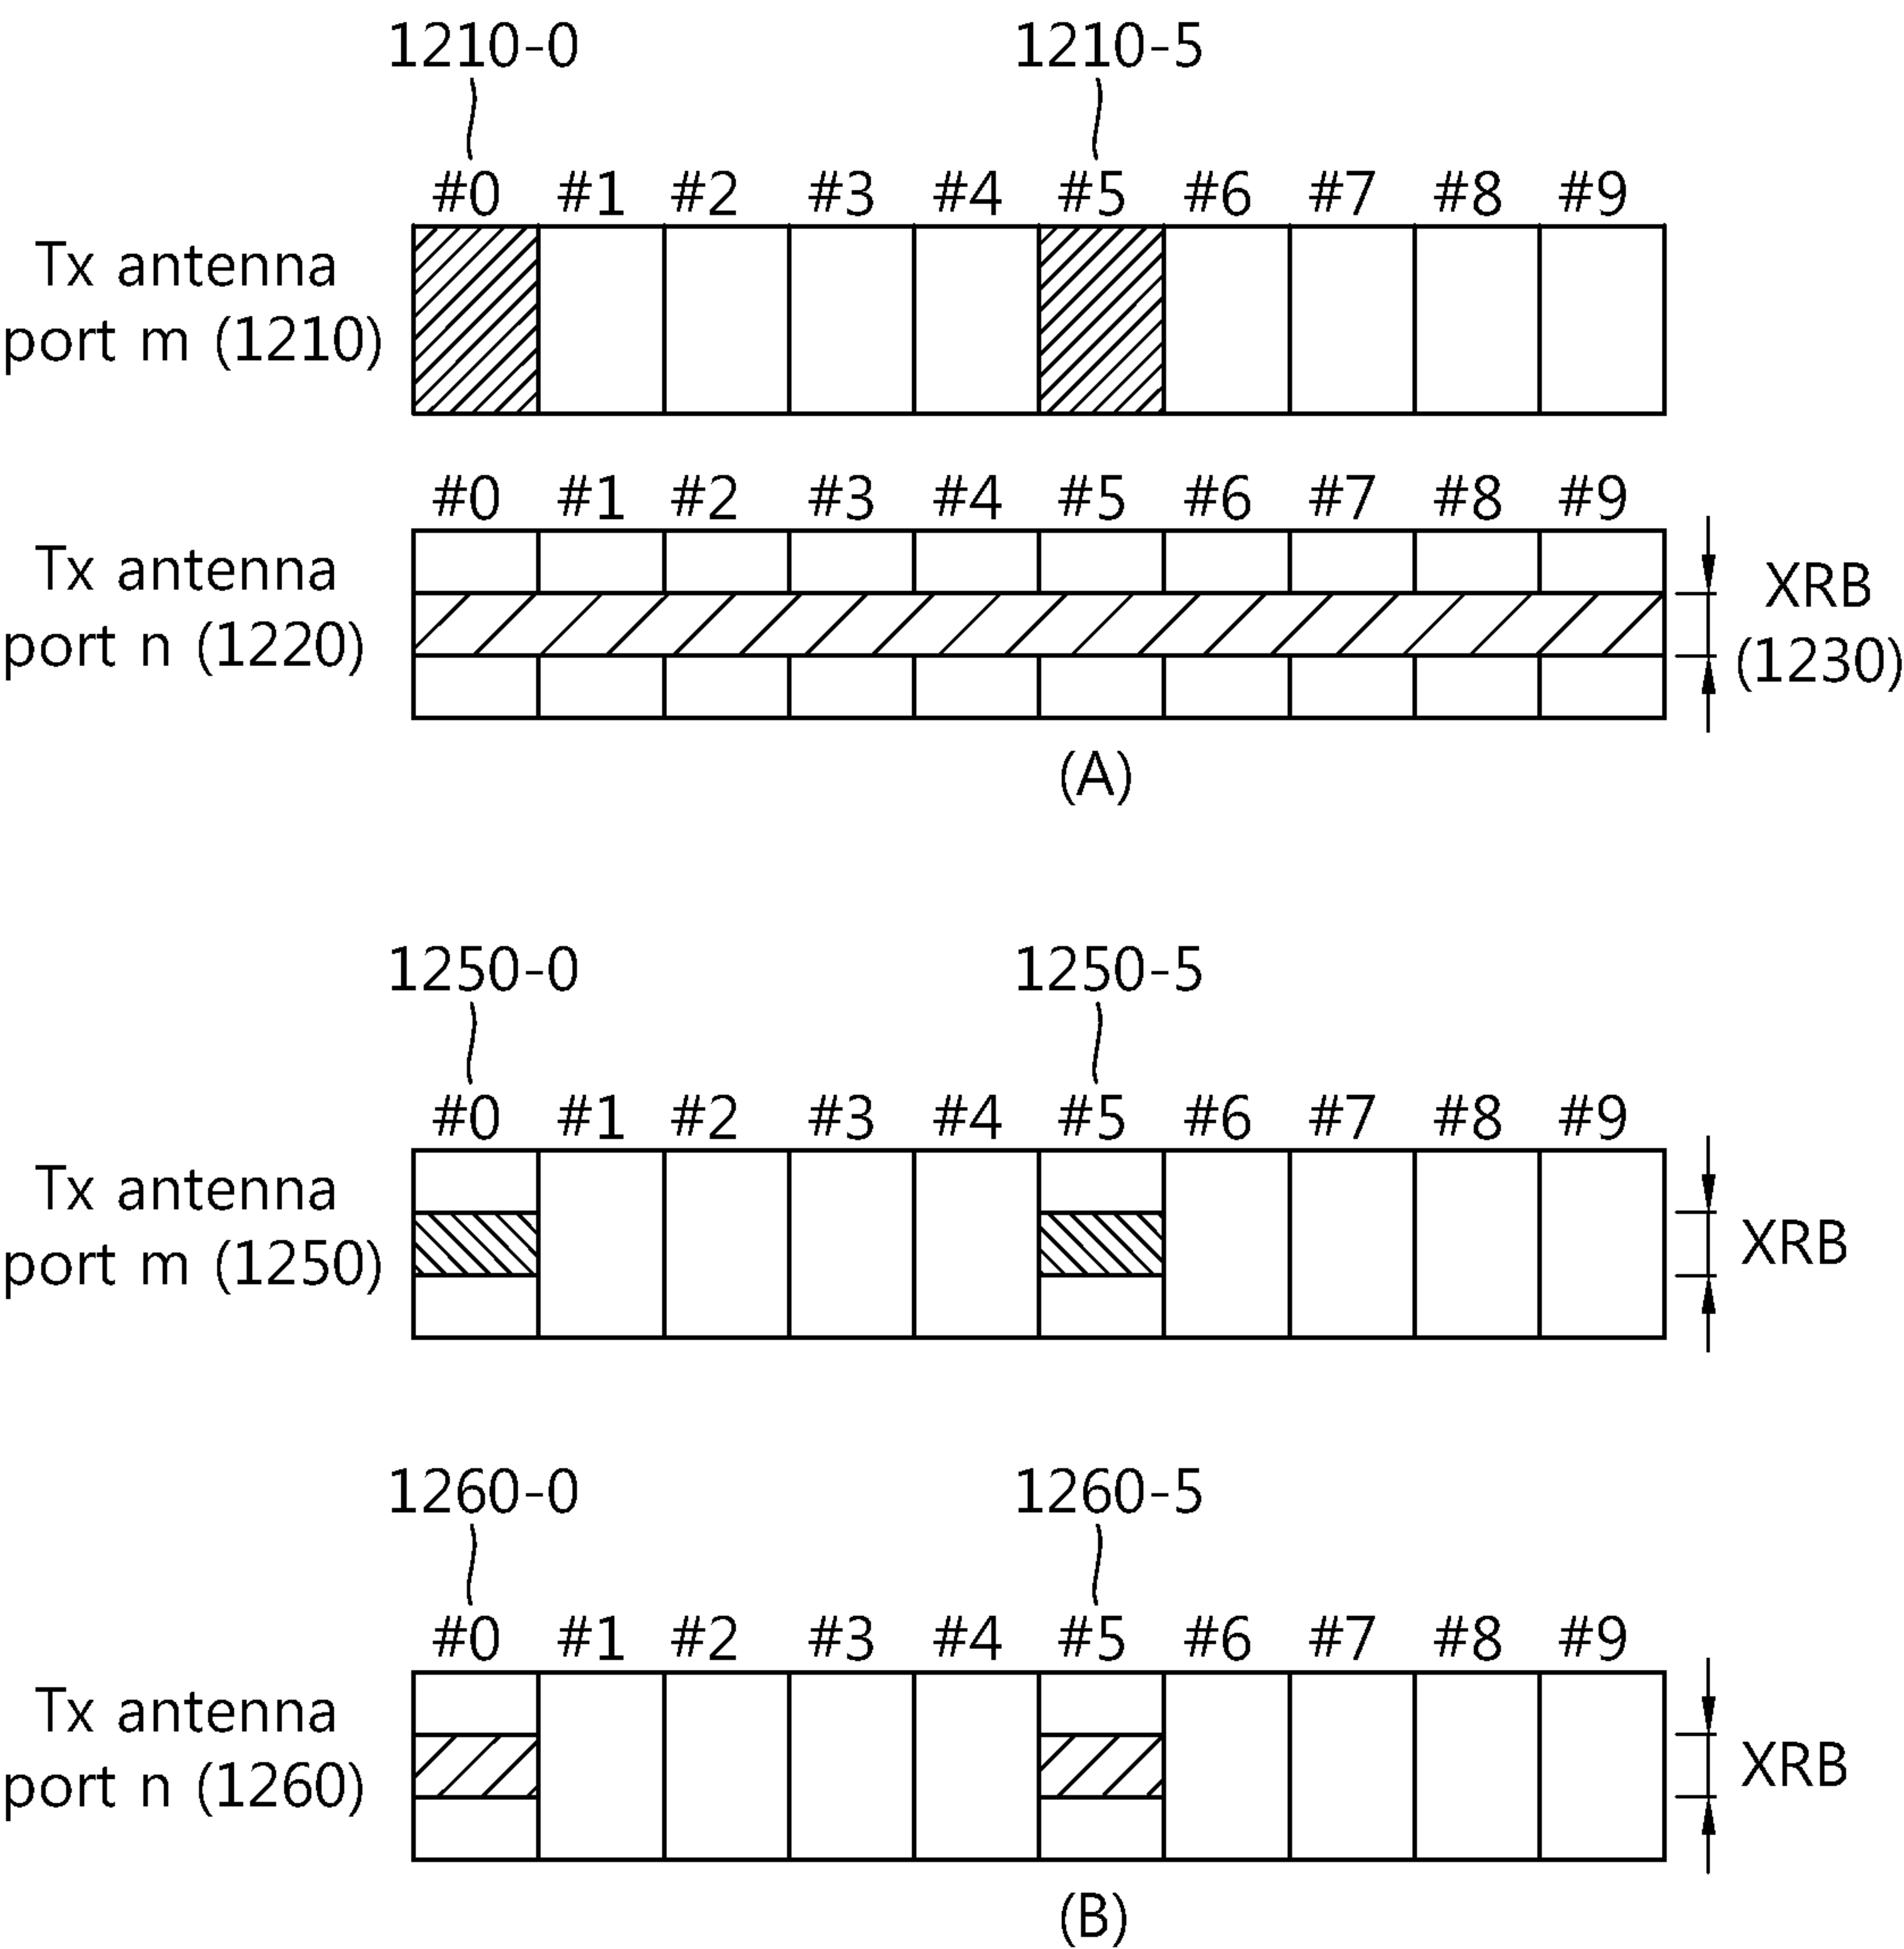 1210-0 1210-5
#0 #1 #2 #3 #4 #5 #6 #7 #8 #9
Tx antenna
port m (1210)
#0 #1 #2 #3 #4 #5 #6 #7 #8 #9
Tx antenna
port n (1220)
XRB
(1230)
(A)
1250-0 1250-5
#0 #1 #2 #3 #4 #5 #6 #7 #8 #9
Tx antenna
port m (1250)
XRB
1260-0 1260-5
#0 #1 #2 #3 #4 #5 #6 #7 #8 #9
Tx antenna
port n (1260)
XRB
(B)